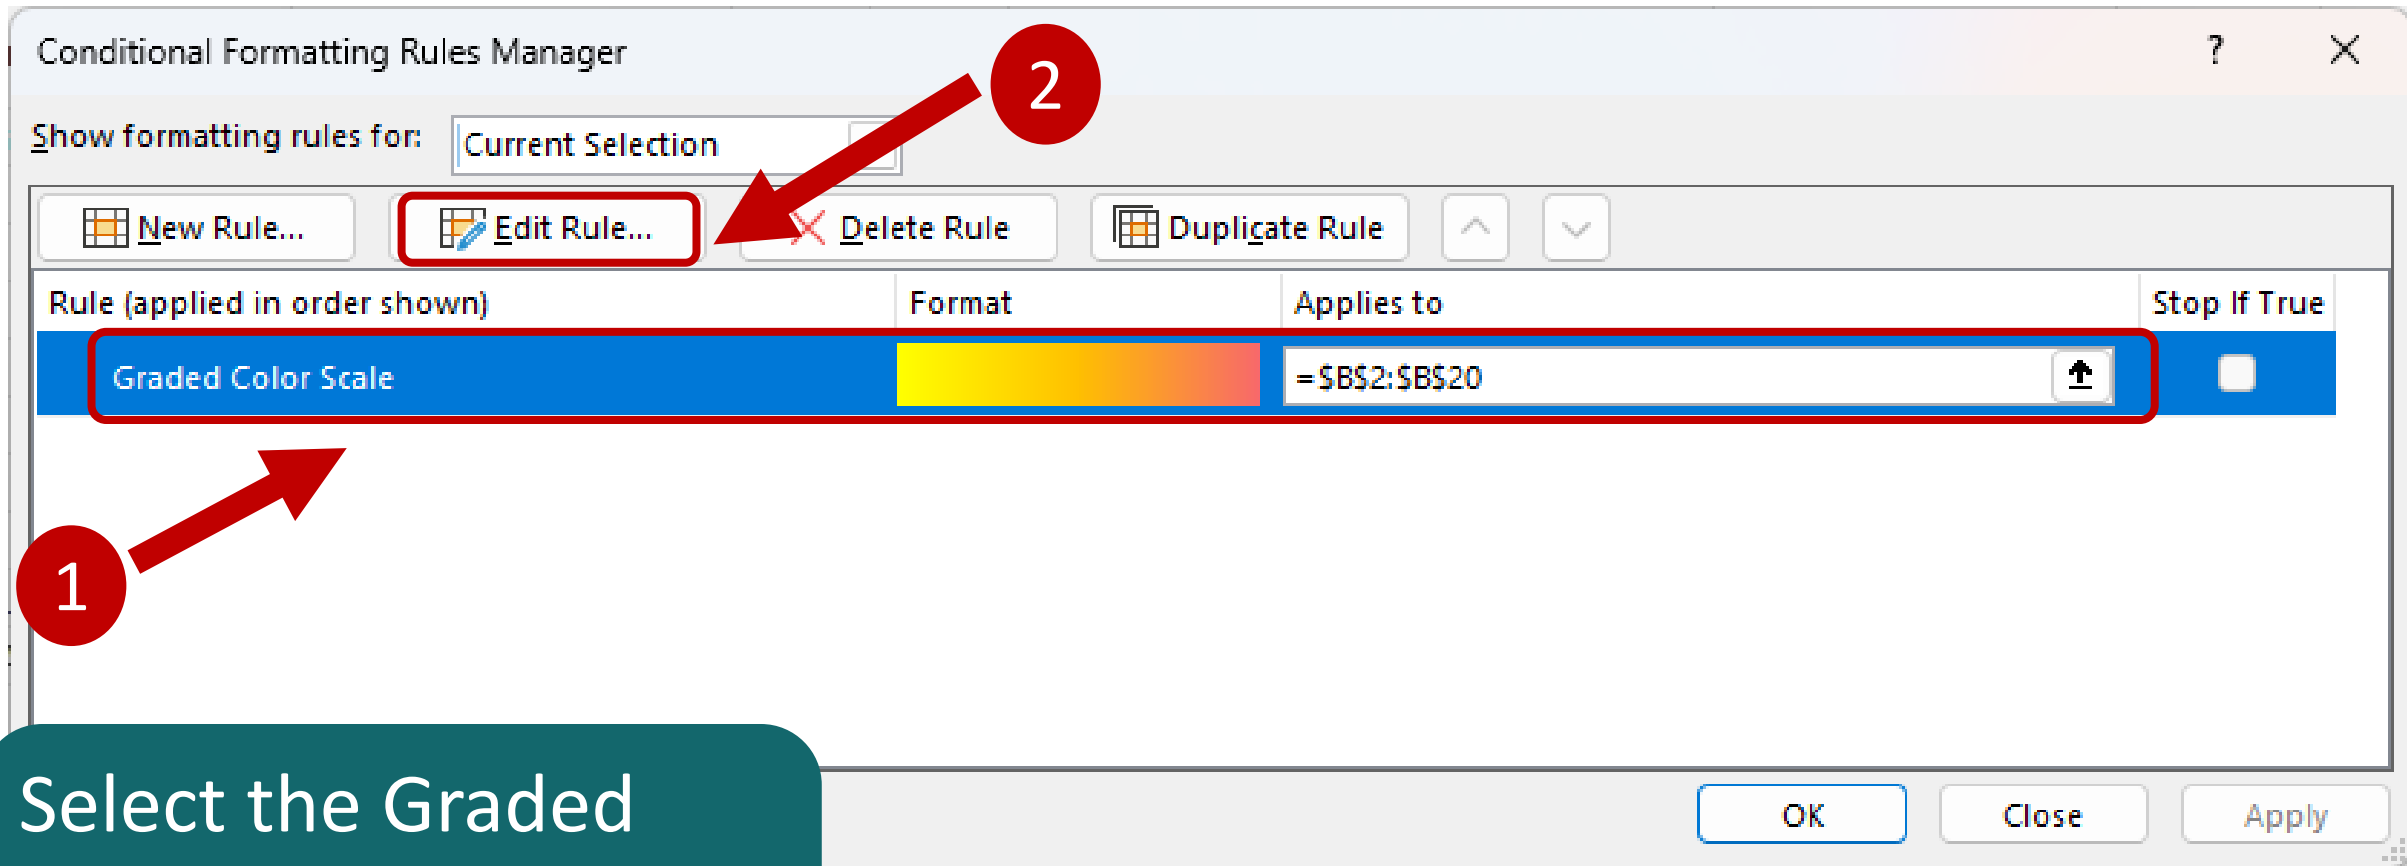 Conditional Formatting Rules Manager ?
2
Show formatting rules for: Current Selection
New Rule... Edit Rule... Delete Rule Duplicate Rule
Rule (applied in order shown) Format Applies to Stop If True
Graded Color Scale =$B$2:$B$20
1
Select the Graded
OK Close Apply